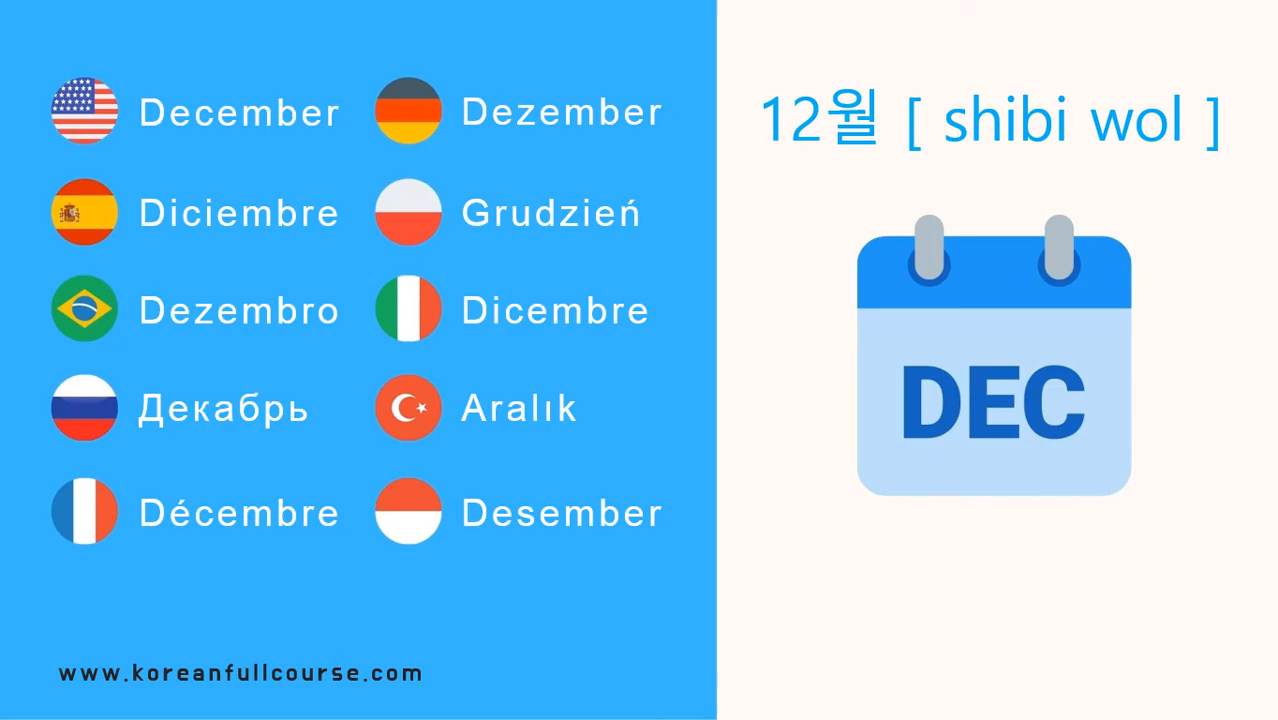 December
Dezember
Diciembre
Grudzień
Dezembro
Dicembre
Декабрь
Aralık
Décembre
Desember
www.koreanfullcourse.com
12월 [ shibi wol ]
DEC